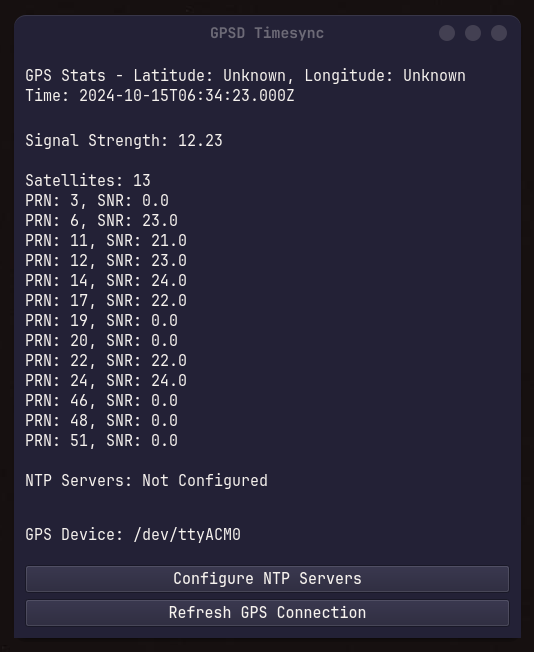 GPSD Timesync
GPS Stats - Latitude: Unknown, Longitude: Unknown
Time: 2024-10-15T06:34:23.000Z
Signal Strength: 12.23
Satellites: 13
PRN: 3, SNR: 0.0
PRN: 6, SNR: 23.0
PRN: 11, SNR: 21.0
PRN: 12, SNR: 23.0
PRN: 14, SNR: 24.0
PRN: 17, SNR: 22.0
PRN: 19, SNR: 0.0
PRN: 20, SNR: 0.0
PRN: 22, SNR: 22.0
PRN: 24, SNR: 24.0
PRN: 46, SNR: 0.0
PRN: 48, SNR: 0.0
PRN: 51, SNR: 0.0
NTP Servers: Not Configured
GPS Device: /dev/ttyACM0
Configure NTP Servers
Refresh GPS Connection